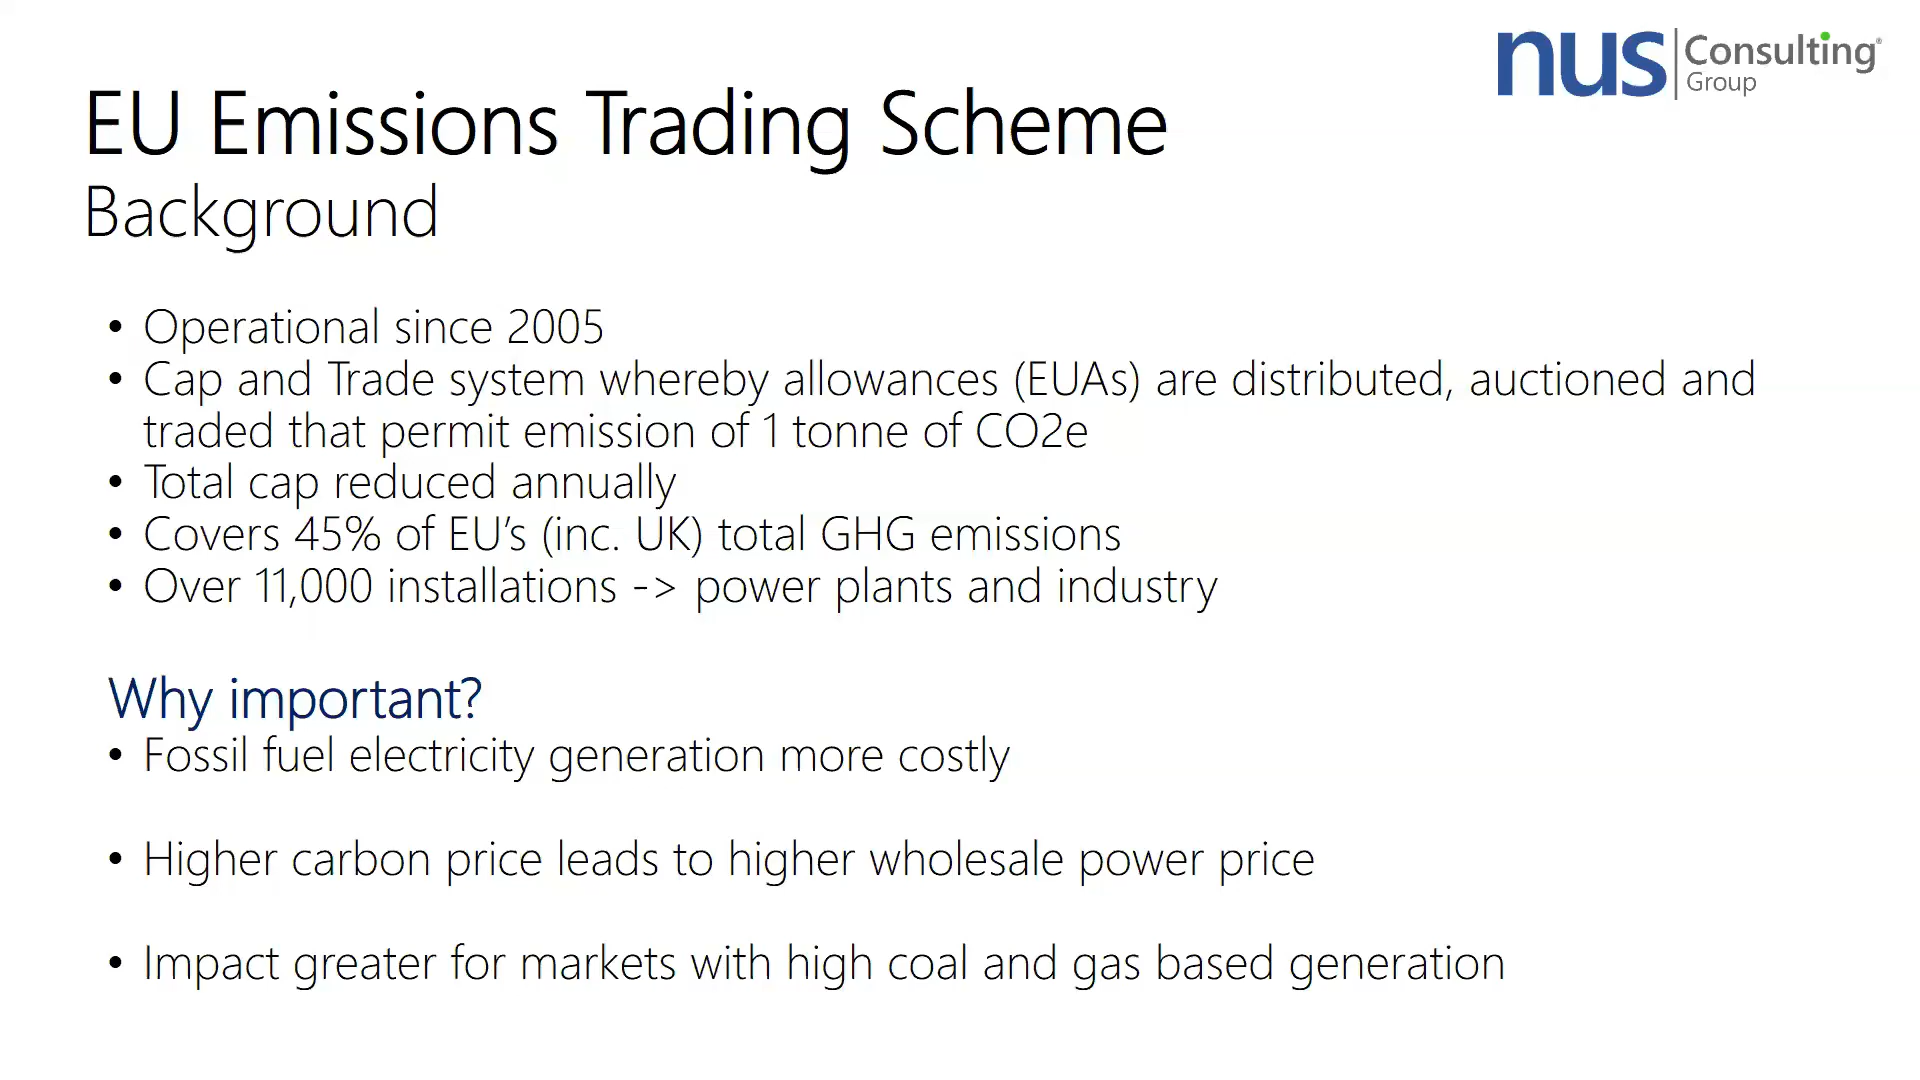 nus Consulting®
Group
EU Emissions Trading Scheme
Background
• Operational since 2005
• Cap and Trade system whereby allowances (EUAs) are distributed, auctioned and
traded that permit emission of 1 tonne of CO2e
• Total cap reduced annually
• Covers 45% of EU’s (inc. UK) total GHG emissions
• Over 11,000 installations -> power plants and industry
Why important?
• Fossil fuel electricity generation more costly
• Higher carbon price leads to higher wholesale power price
• Impact greater for markets with high coal and gas based generation